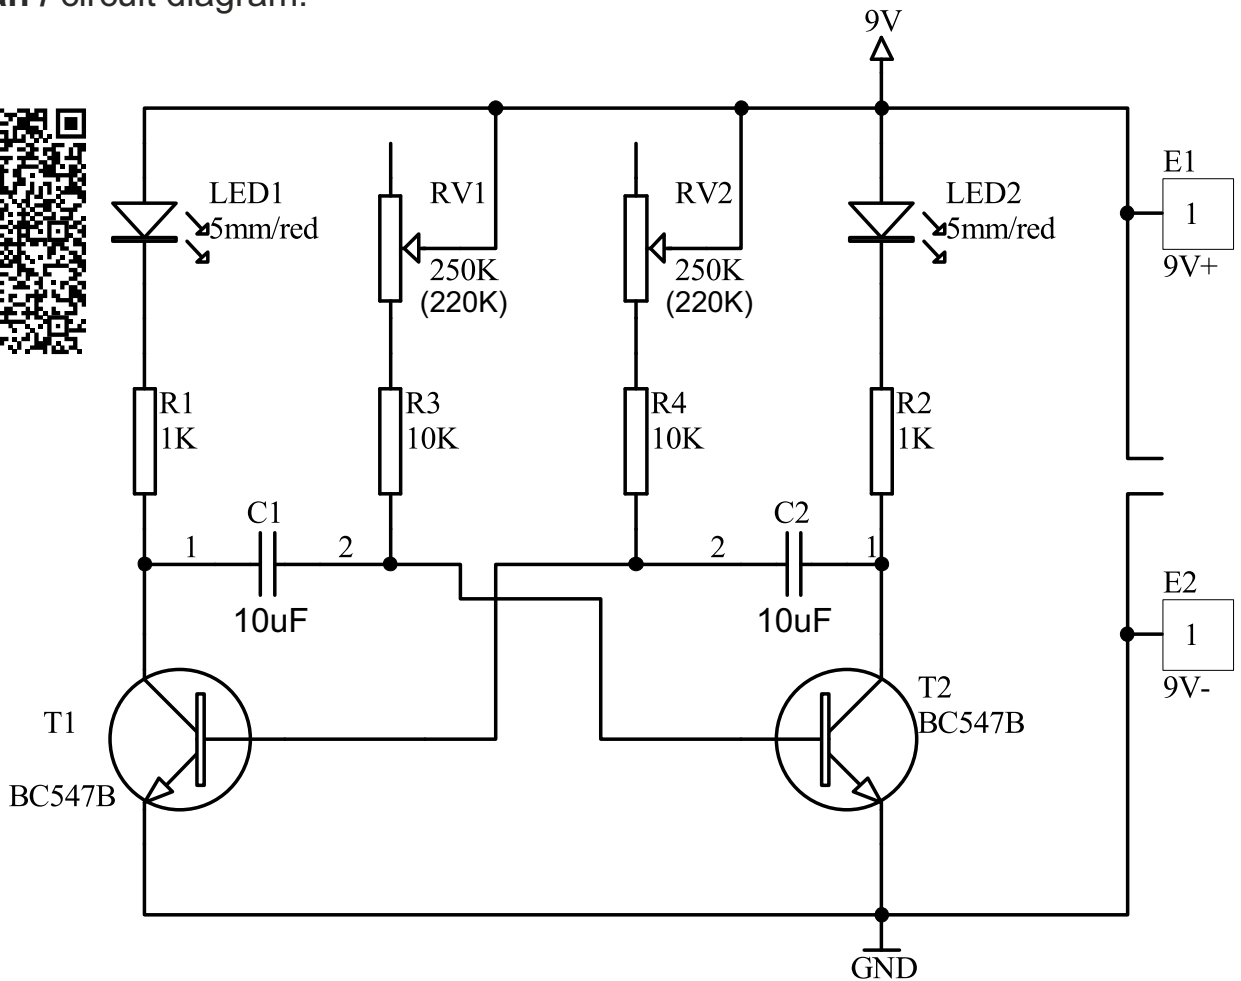 circuit diagram:
9V
LED1
5mm/red
RV1
250K
(220K)
RV2
250K
(220K)
LED2
5mm/red
E1
1
9V+
R1
1K
R3
10K
R4
10K
R2
1K
C1
1 2
10uF
C2
2 1
10uF
E2
1
9V-
T1
BC547B
T2
BC547B
GND